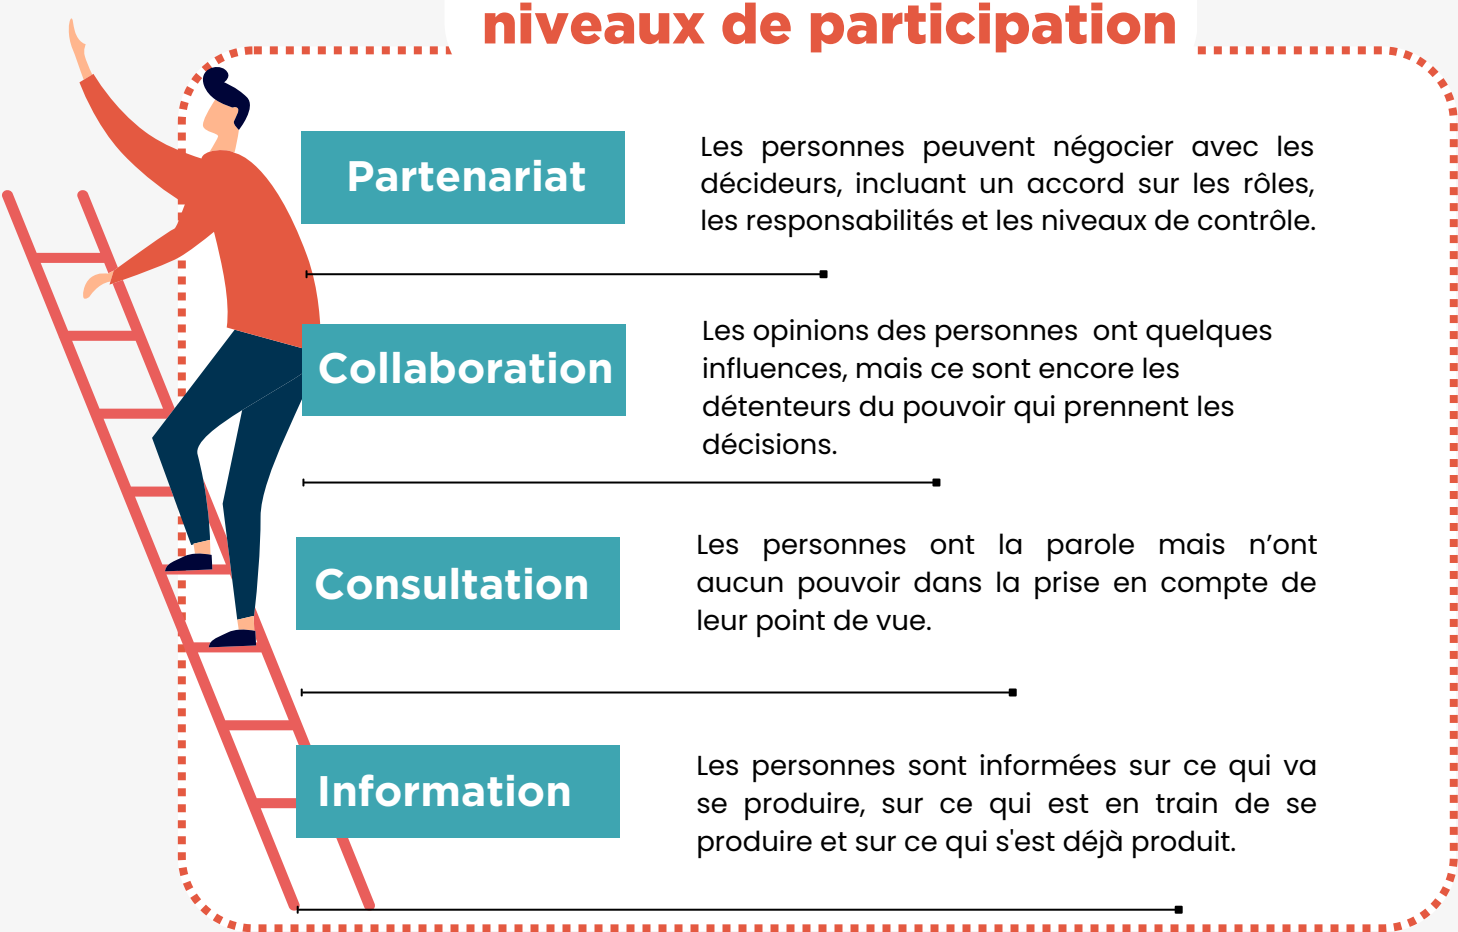 niveaux de participation
Partenariat
Les personnes peuvent négocier avec les
décideurs, incluant un accord sur les rôles,
les responsabilités et les niveaux de contrôle.
Collaboration
Les opinions des personnes ont quelques
influences, mais ce sont encore les
détenteurs du pouvoir qui prennent les
décisions.
Consultation
Les personnes ont la parole mais n’ont
aucun pouvoir dans la prise en compte de
leur point de vue.
Information
Les personnes sont informées sur ce qui va
se produire, sur ce qui est en train de se
produire et sur ce qui s'est déjà produit.